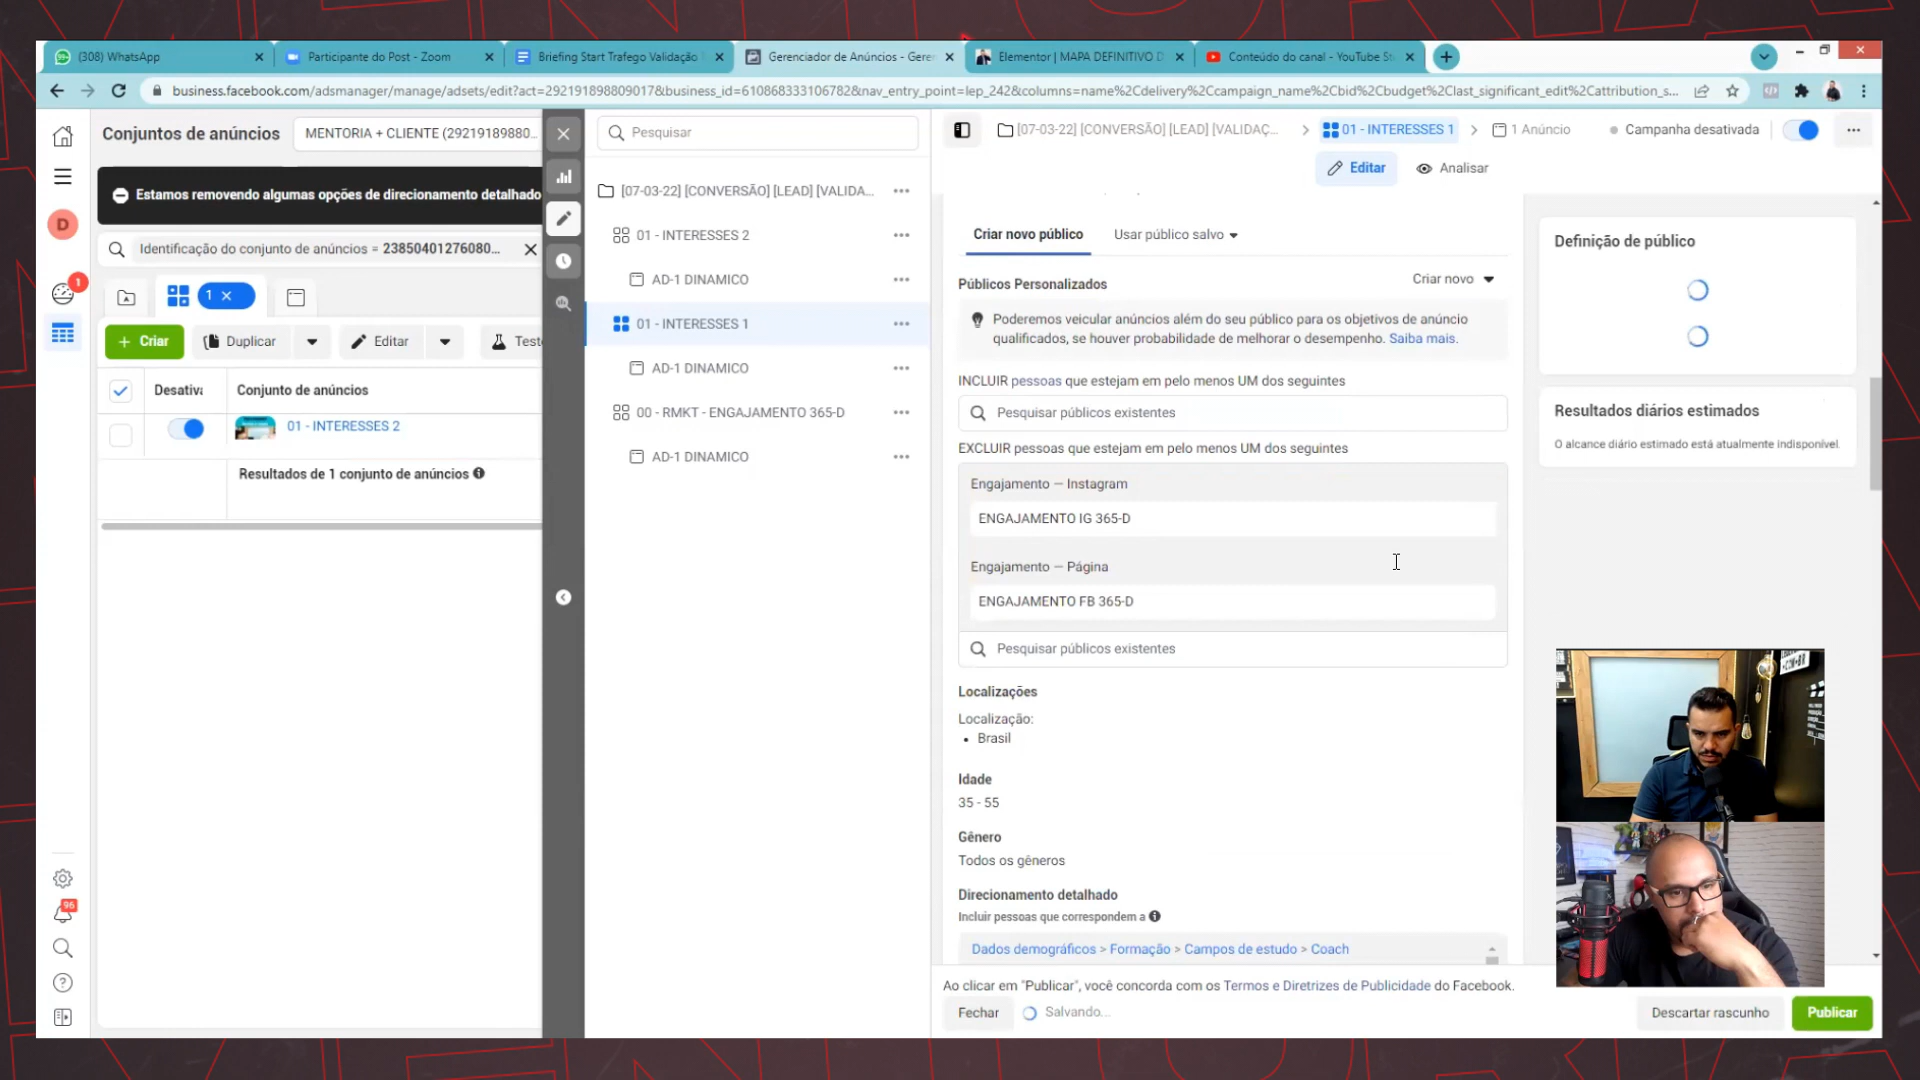 (308) WhatsApp
Participante do Post - Zoom
Briefing Start Trafego Validação
Gerenciador de Anúncios - Geren
Elementor | MAPA DEFINITIVO D
Conteúdo do canal - YouTube St
business.facebook.com/adsmanager/manage/adsets/edit?act=292191898809017&business_id=610868333106782&nav_entry_point=lep_242&columns=name%2Cdelivery%2Ccampaign_name%2Cbid%2Cbudget%2Clast_significant_edit%2Cattribution_s...
Conjuntos de anúncios
MENTORIA + CLIENTE (29219189880...
Estamos removendo algumas opções de direcionamento detalhado
Identificação do conjunto de anúncios = 23850401276080...
D
1
1
Criar
Duplicar
Editar
Teste
Desativa
Conjunto de anúncios
01 - INTERESSES 2
Resultados de 1 conjunto de anúncios
96
Pesquisar
[07-03-22] [CONVERSÃO] [LEAD] [VALIDA...
01 - INTERESSES 2
AD-1 DINAMICO
01 - INTERESSES 1
AD-1 DINAMICO
00 - RMKT - ENGAJAMENTO 365-D
AD-1 DINAMICO
[07-03-22] [CONVERSÃO] [LEAD] [VALIDAÇ...
01 - INTERESSES 1
1 Anúncio
Campanha desativada
Editar
Analisar
Criar novo público
Usar público salvo
Públicos Personalizados
Criar novo
Poderemos veicular anúncios além do seu público para os objetivos de anúncio
qualificados, se houver probabilidade de melhorar o desempenho. Saiba mais.
INCLUIR pessoas que estejam em pelo menos UM dos seguintes
Pesquisar públicos existentes
EXCLUIR pessoas que estejam em pelo menos UM dos seguintes
Engajamento — Instagram
ENGAJAMENTO IG 365-D
Engajamento — Página
ENGAJAMENTO FB 365-D
Pesquisar públicos existentes
Localizações
Localização:
• Brasil
Idade
35 - 55
Gênero
Todos os gêneros
Direcionamento detalhado
Incluir pessoas que correspondem a
Dados demográficos > Formação > Campos de estudo > Coach
Ao clicar em "Publicar", você concorda com os Termos e Diretrizes de Publicidade do Facebook.
Fechar
Salvando...
Descartar rascunho
Publicar
Definição de público
Resultados diários estimados
O alcance diário estimado está atualmente indisponível.